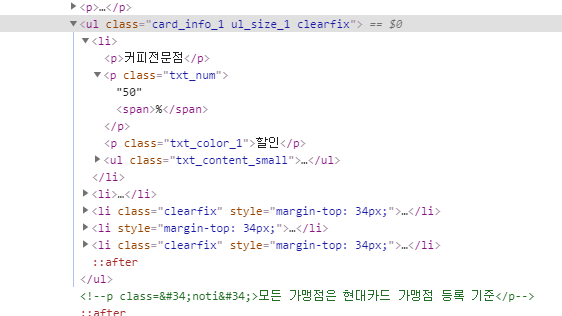 <p>…</p>
<ul class="card_info_1 ul_size_1 clearfix"> == $0
<li>
<p>커피전문점</p>
<p class="txt_num">
"50"
<span>%</span>
</p>
<p class="txt_color_1">할인</p>
<ul class="txt_content_small">…</ul>
</li>
<li>…</li>
<li class="clearfix" style="margin-top: 34px;">…</li>
<li style="margin-top: 34px;">…</li>
<li class="clearfix" style="margin-top: 34px;">…</li>
::after
</ul>
<!--p class=&#34;noti&#34;>모든 가맹점은 현대카드 가맹점 등록 기준</p-->
::after